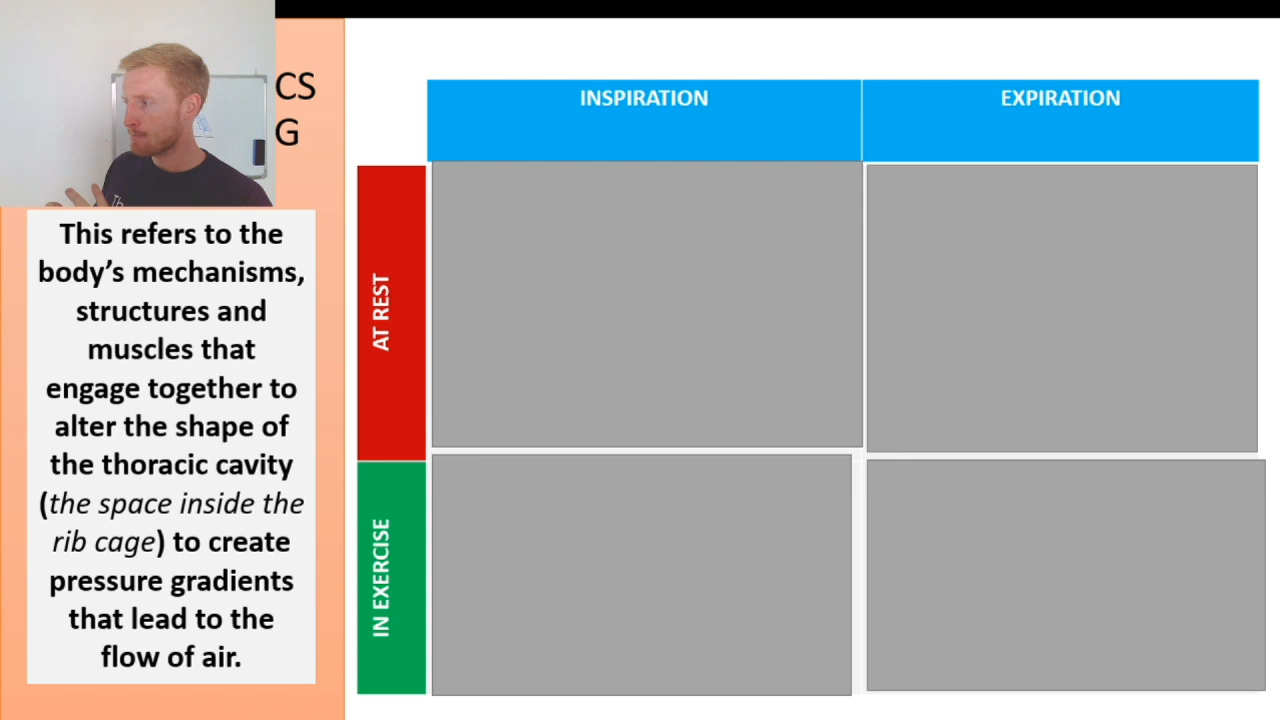 CS
G
This refers to the
body’s mechanisms,
structures and
muscles that
engage together to
alter the shape of
the thoracic cavity
(the space inside the
rib cage) to create
pressure gradients
that lead to the
flow of air.
INSPIRATION
EXPIRATION
AT REST
IN EXERCISE